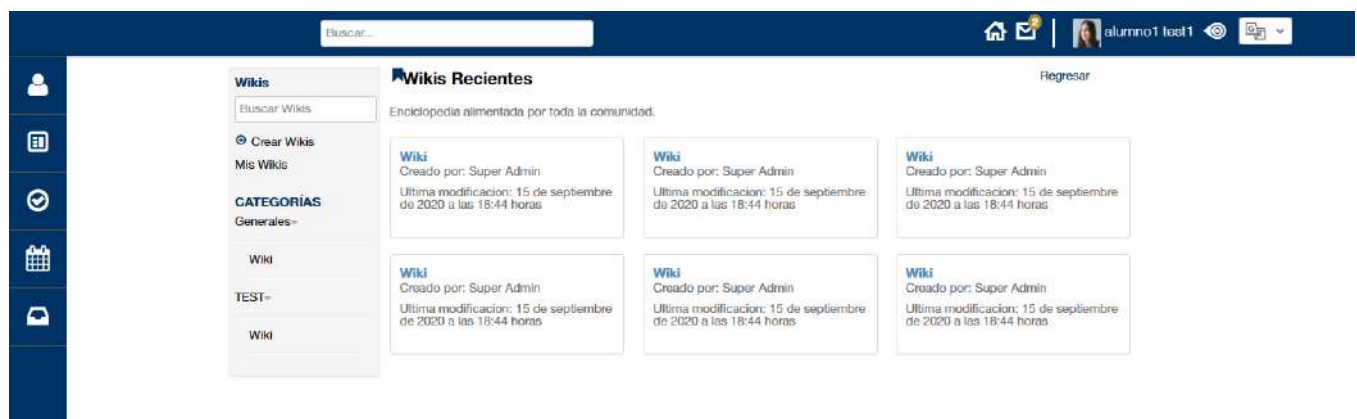 Buscar...
2
alumno1 test1
Wikis
Buscar Wikis
Crear Wikis
Mis Wikis
CATEGORÍAS
Generales
Wiki
TEST
Wiki
Wikis Recientes
Regresar
Enciclopedia alimentada por toda la comunidad.
Wiki
Creado por: Super Admin
Ultima modificacion: 15 de septiembre
de 2020 a las 18:44 horas
Wiki
Creado por: Super Admin
Ultima modificacion: 15 de septiembre
de 2020 a las 18:44 horas
Wiki
Creado por: Super Admin
Ultima modificacion: 15 de septiembre
de 2020 a las 18:44 horas
Wiki
Creado por: Super Admin
Ultima modificacion: 15 de septiembre
de 2020 a las 18:44 horas
Wiki
Creado por: Super Admin
Ultima modificacion: 15 de septiembre
de 2020 a las 18:44 horas
Wiki
Creado por: Super Admin
Ultima modificacion: 15 de septiembre
de 2020 a las 18:44 horas